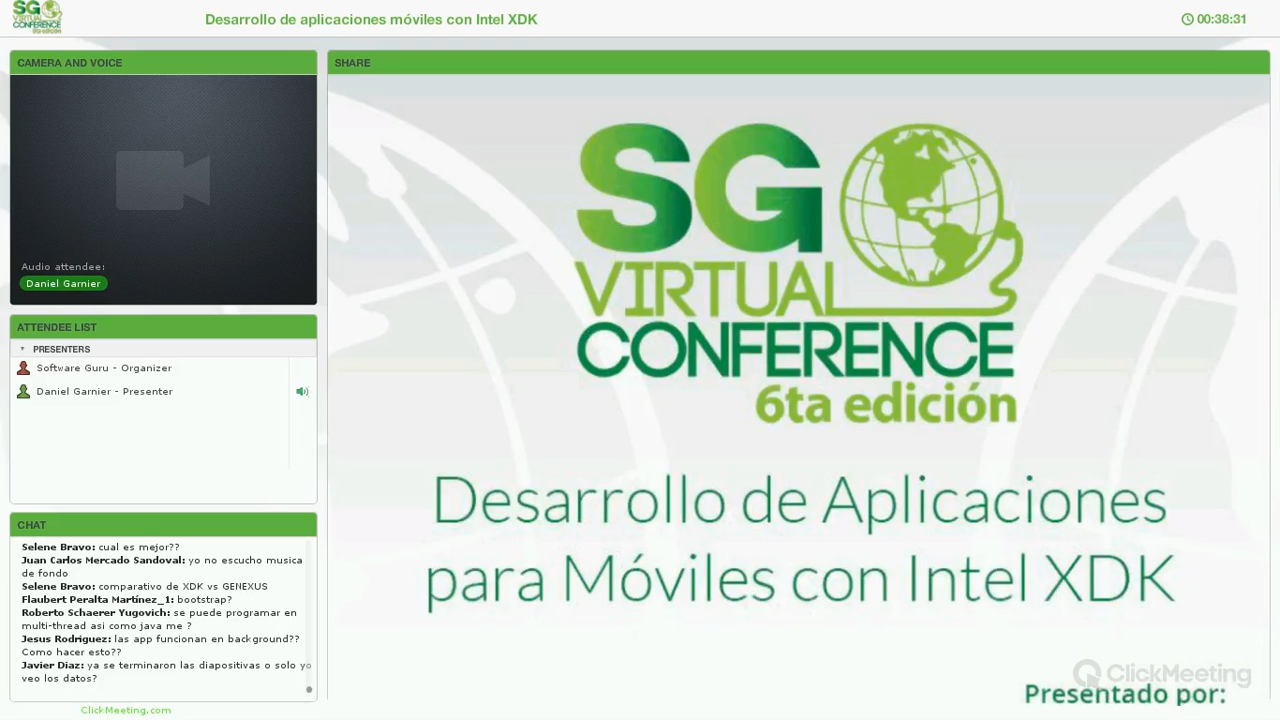 SG
VIRTUAL
CONFERENCE
6ta edición
Desarrollo de aplicaciones móviles con Intel XDK
00:38:31
CAMERA AND VOICE
Audio attendee:
Daniel Garnier
ATTENDEE LIST
PRESENTERS
Software Guru - Organizer
Daniel Garnier - Presenter
CHAT
Selene Bravo: cual es mejor??
Juan Carlos Mercado Sandoval: yo no escucho musica
de fondo
Selene Bravo: comparativo de XDK vs GENEXUS
Flaubert Peralta Martínez_1: bootstrap?
Roberto Schaerer Yugovich: se puede programar en
multi-thread asi como java me ?
Jesus Rodriguez: las app funcionan en background??
Como hacer esto??
Javier Diaz: ya se terminaron las diapositivas o solo yo
veo los datos?
ClickMeeting.com
SHARE
SG
VIRTUAL
CONFERENCE
6ta edición
Desarrollo de Aplicaciones
para Móviles con Intel XDK
ClickMeeting
Presentado por: